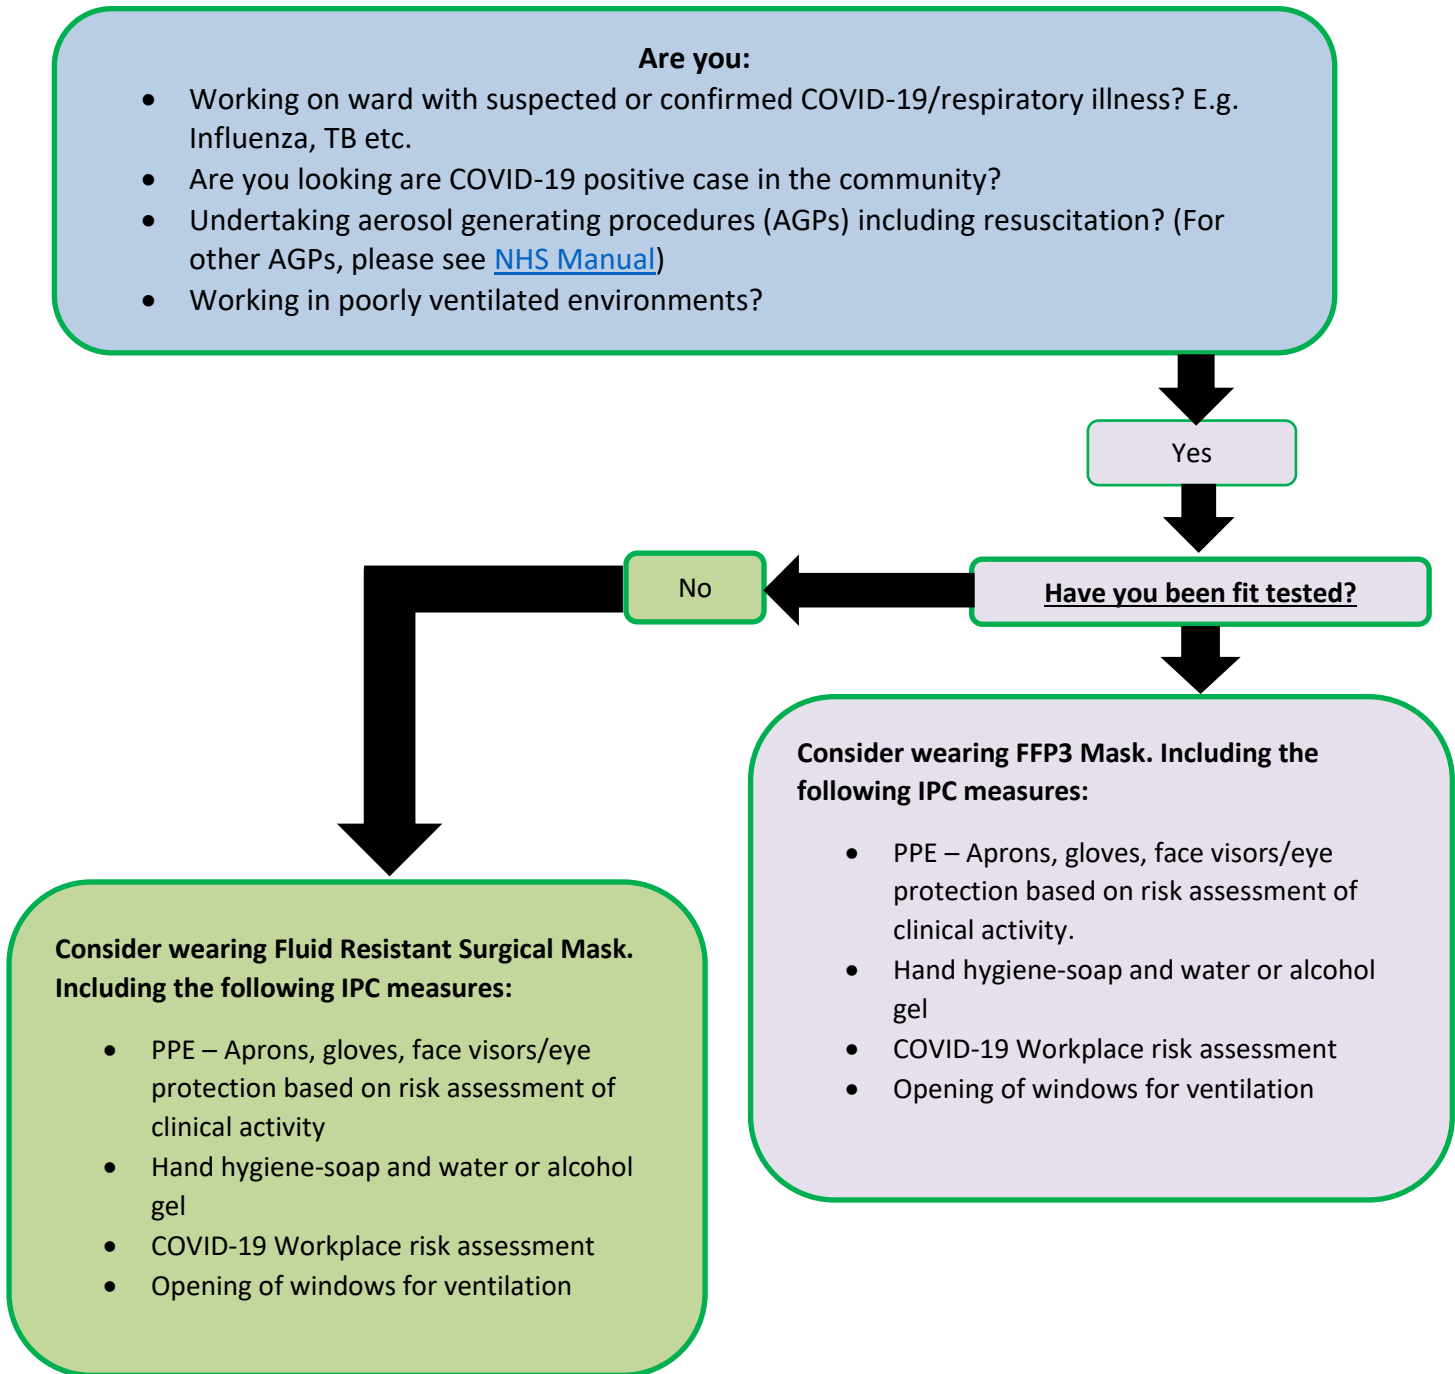 Are you:
• Working on ward with suspected or confirmed COVID-19/respiratory illness? E.g.
Influenza, TB etc.
• Are you looking are COVID-19 positive case in the community?
• Undertaking aerosol generating procedures (AGPs) including resuscitation? (For
other AGPs, please see NHS Manual)
• Working in poorly ventilated environments?
Yes
Have you been fit tested?
No
Consider wearing FFP3 Mask. Including the
following IPC measures:
• PPE – Aprons, gloves, face visors/eye
protection based on risk assessment of
clinical activity.
• Hand hygiene-soap and water or alcohol
gel
• COVID-19 Workplace risk assessment
• Opening of windows for ventilation
Consider wearing Fluid Resistant Surgical Mask.
Including the following IPC measures:
• PPE – Aprons, gloves, face visors/eye
protection based on risk assessment of
clinical activity
• Hand hygiene-soap and water or alcohol
gel
• COVID-19 Workplace risk assessment
• Opening of windows for ventilation